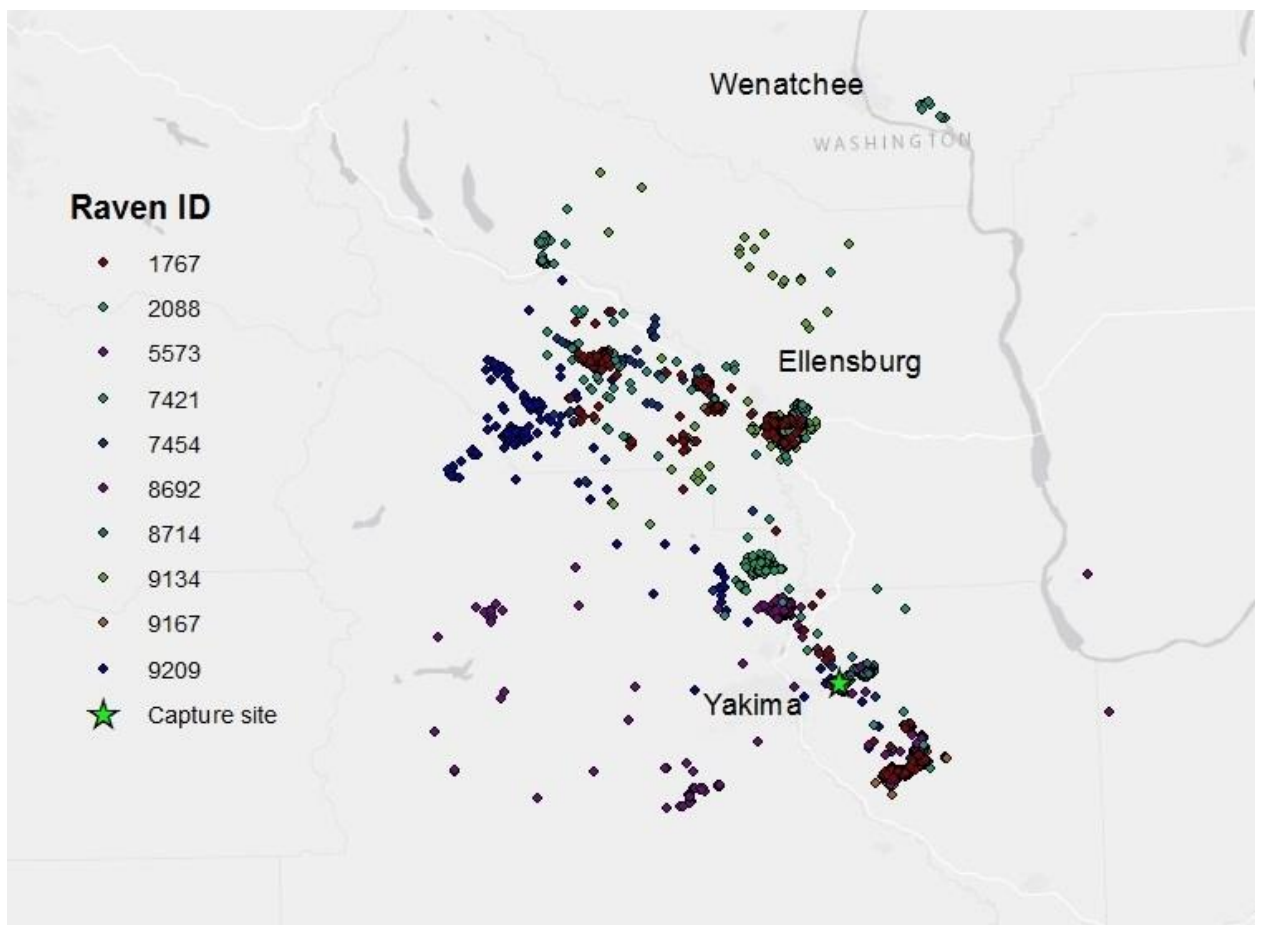 Wenatchee
WASHINGTON
Raven ID
1767
2088
5573
7421
7454
8692
8714
9134
9167
9209
Capture site
Ellensburg
Yakima